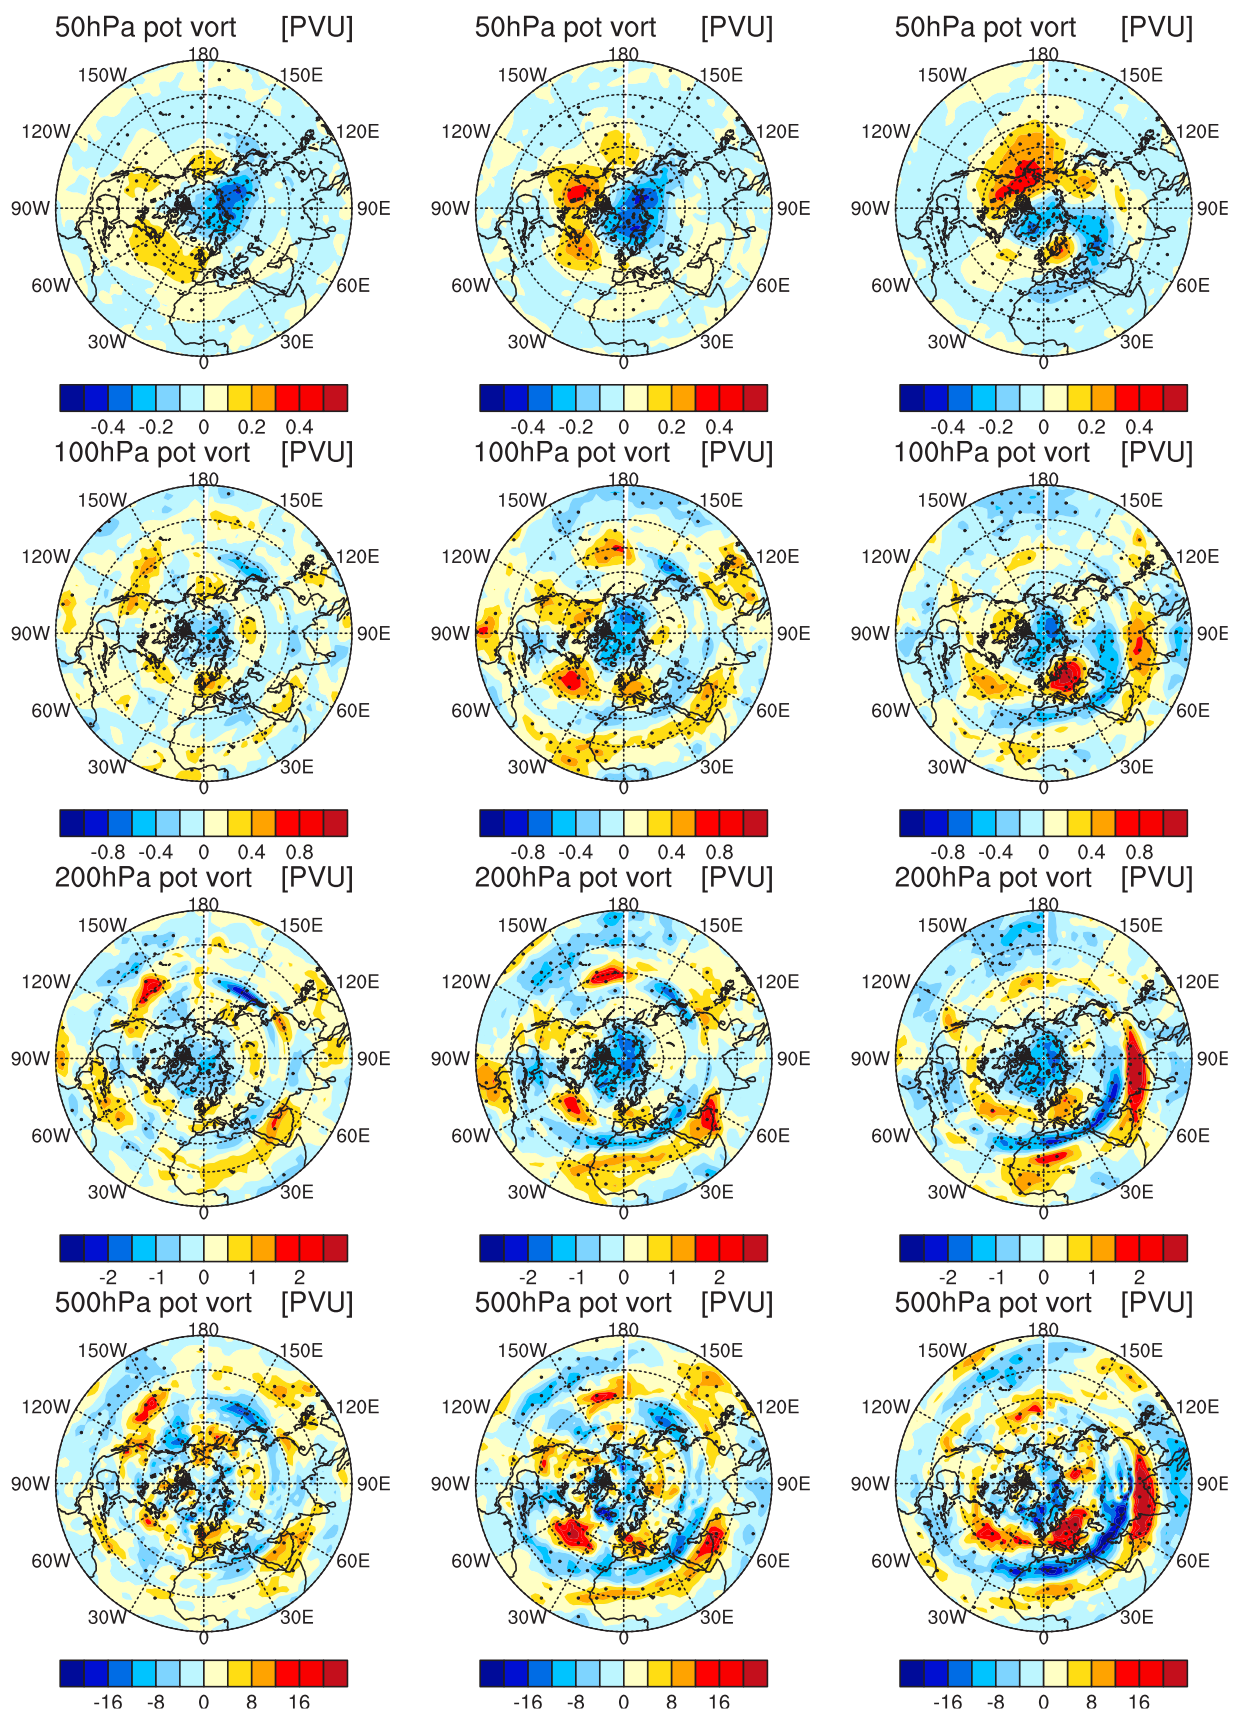 50hPa pot vort [PVU] 50hPa pot vort [PVU] 50hPa pot vort [PVU]
180 180 180
150W 150E 150W 150E 150W 150E
120W 120E 120W 120E 120W 120E
90W 90E 90W 90E 90W 90E
60W 60E 60W 60E 60W 60E
30W 30E 30W 30E 30W 30E
0 0 0
-0.4 -0.2 0 0.2 0.4 -0.4 -0.2 0 0.2 0.4 -0.4 -0.2 0 0.2 0.4
100hPa pot vort [PVU] 100hPa pot vort [PVU] 100hPa pot vort [PVU]
180 180 180
150W 150E 150W 150E 150W 150E
120W 120E 120W 120E 120W 120E
90W 90E 90W 90E 90W 90E
60W 60E 60W 60E 60W 60E
30W 30E 30W 30E 30W 30E
0 0 0
-0.8 -0.4 0 0.4 0.8 -0.8 -0.4 0 0.4 0.8 -0.8 -0.4 0 0.4 0.8
200hPa pot vort [PVU] 200hPa pot vort [PVU] 200hPa pot vort [PVU]
180 180 180
150W 150E 150W 150E 150W 150E
120W 120E 120W 120E 120W 120E
90W 90E 90W 90E 90W 90E
60W 60E 60W 60E 60W 60E
30W 30E 30W 30E 30W 30E
0 0 0
-2 -1 0 1 2 -2 -1 0 1 2 -2 -1 0 1 2
500hPa pot vort [PVU] 500hPa pot vort [PVU] 500hPa pot vort [PVU]
180 180 180
150W 150E 150W 150E 150W 150E
120W 120E 120W 120E 120W 120E
90W 90E 90W 90E 90W 90E
60W 60E 60W 60E 60W 60E
30W 30E 30W 30E 30W 30E
0 0 0
-16 -8 0 8 16 -16 -8 0 8 16 -16 -8 0 8 16